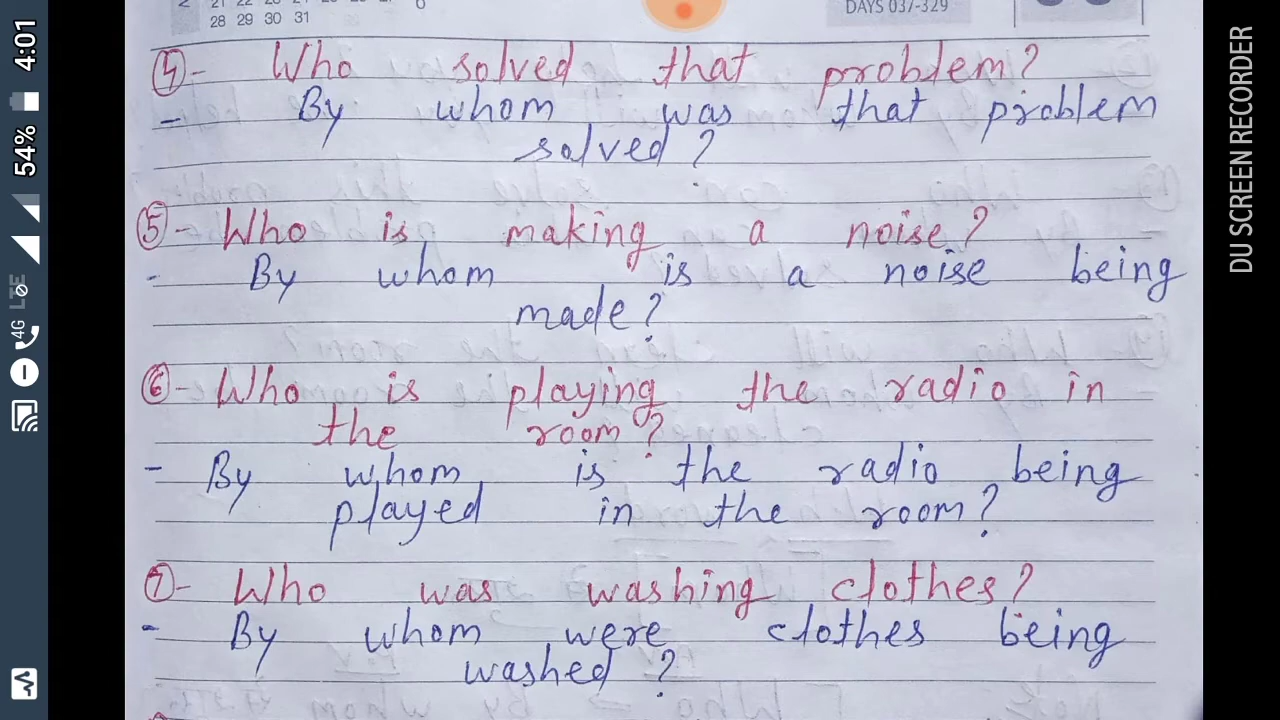 28 29 30 31
DAYS 037-329
④- Who solved that problem?
- By whom was that problem
solved?
⑤- Who is making a noise?
- By whom is a noise being
made?
⑥- Who is playing the radio in
the room?
- By whom is the radio being
played in the room?
⑦- Who was washing clothes?
- By whom were clothes being
washed?
4:01
54%
4G LTE
DU SCREEN RECORDER